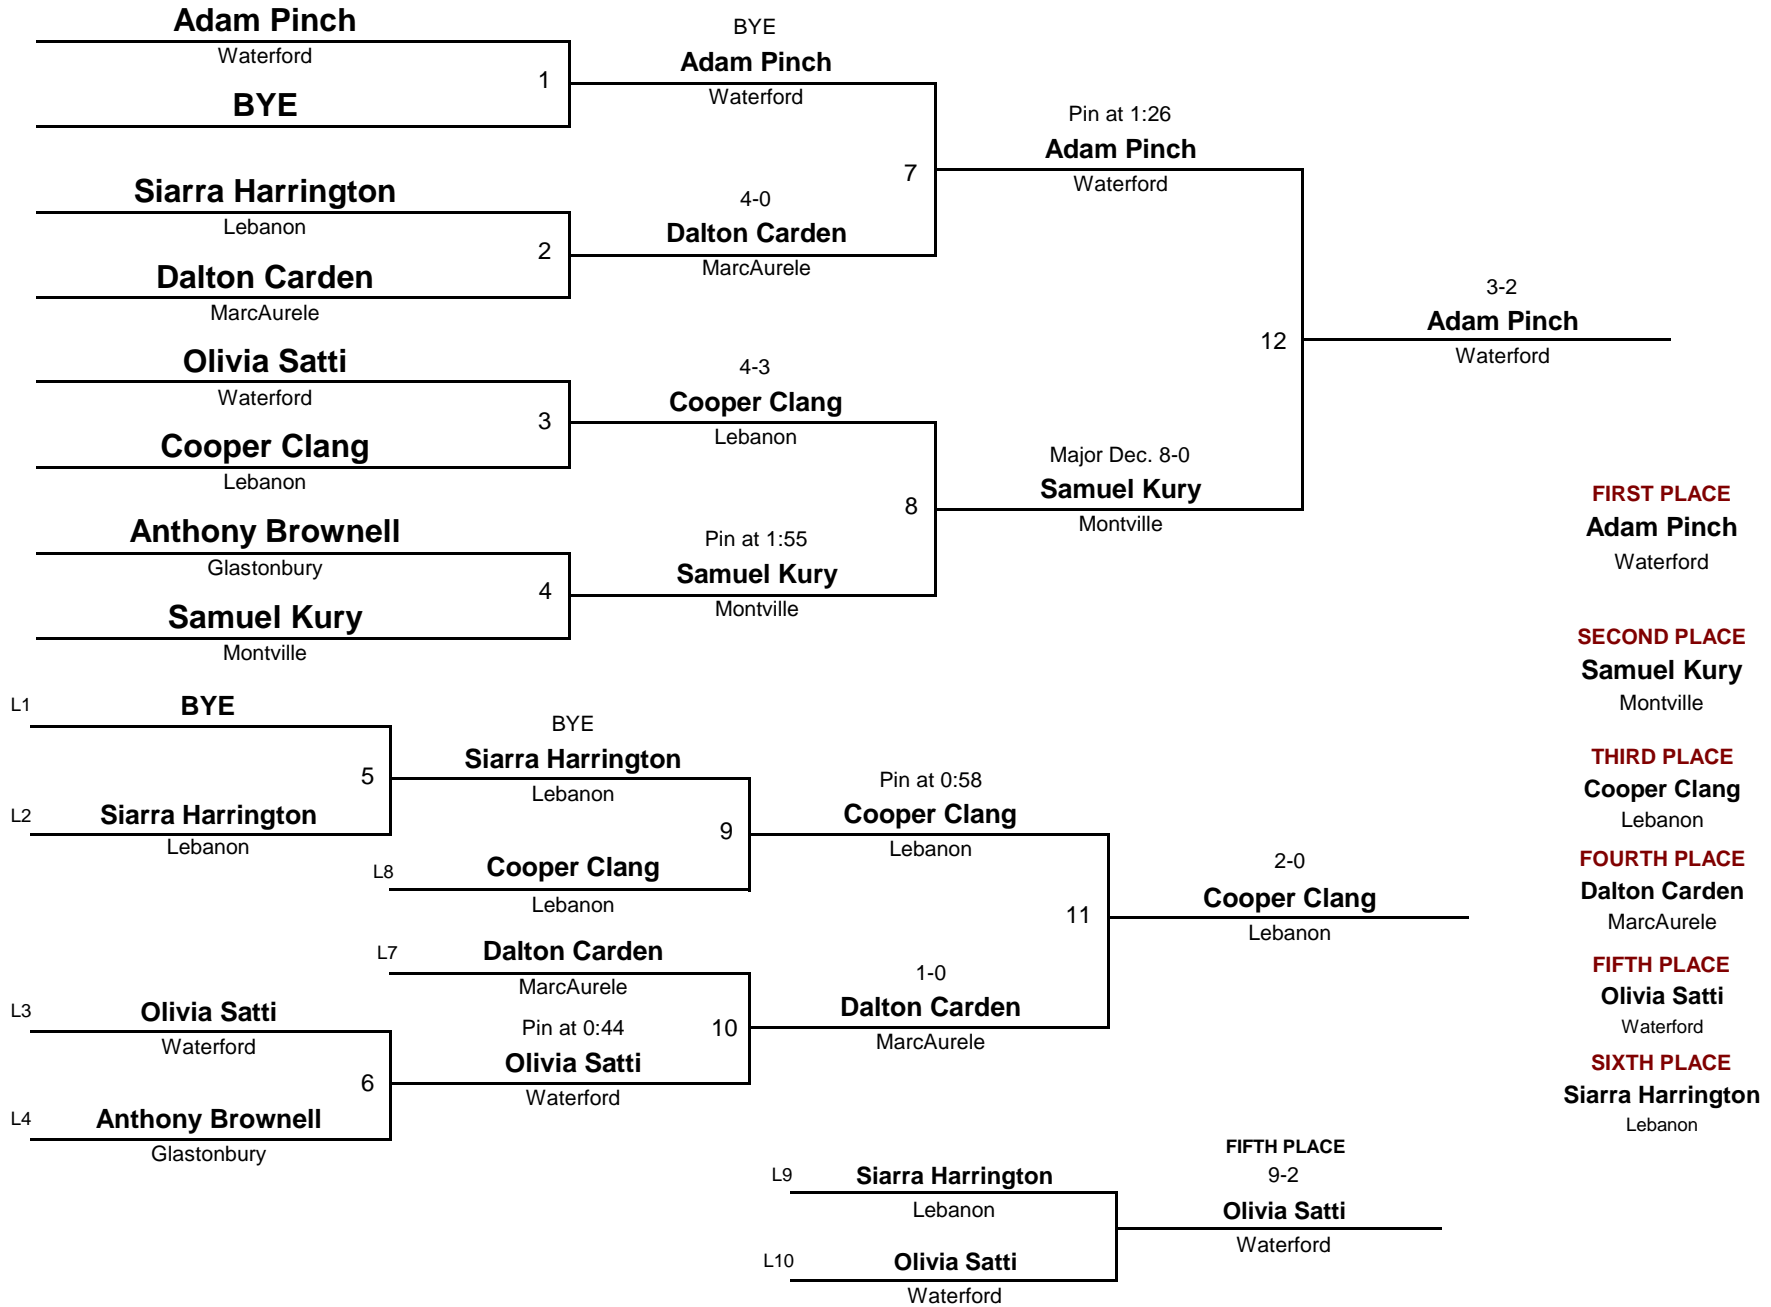 Adam Pinch
Waterford
1
BYE
Siarra Harrington
Lebanon
2
Dalton Carden
MarcAurele
Olivia Satti
Waterford
3
Cooper Clang
Lebanon
Anthony Brownell
Glastonbury
4
Samuel Kury
Montville
BYE
Adam Pinch
Waterford
7
4-0
Dalton Carden
MarcAurele
4-3
Cooper Clang
Lebanon
8
Pin at 1:55
Samuel Kury
Montville
Pin at 1:26
Adam Pinch
Waterford
12
Major Dec. 8-0
Samuel Kury
Montville
3-2
Adam Pinch
Waterford
L1
BYE
5
L2
Siarra Harrington
Lebanon
L3
Olivia Satti
Waterford
6
L4
Anthony Brownell
Glastonbury
BYE
Siarra Harrington
Lebanon
9
L8
Cooper Clang
Lebanon
L7
Dalton Carden
MarcAurele
10
Pin at 0:44
Olivia Satti
Waterford
Pin at 0:58
Cooper Clang
Lebanon
11
1-0
Dalton Carden
MarcAurele
2-0
Cooper Clang
Lebanon
L9
Siarra Harrington
Lebanon
L10
Olivia Satti
Waterford
FIFTH PLACE
9-2
Olivia Satti
Waterford
FIRST PLACE
Adam Pinch
Waterford
SECOND PLACE
Samuel Kury
Montville
THIRD PLACE
Cooper Clang
Lebanon
FOURTH PLACE
Dalton Carden
MarcAurele
FIFTH PLACE
Olivia Satti
Waterford
SIXTH PLACE
Siarra Harrington
Lebanon